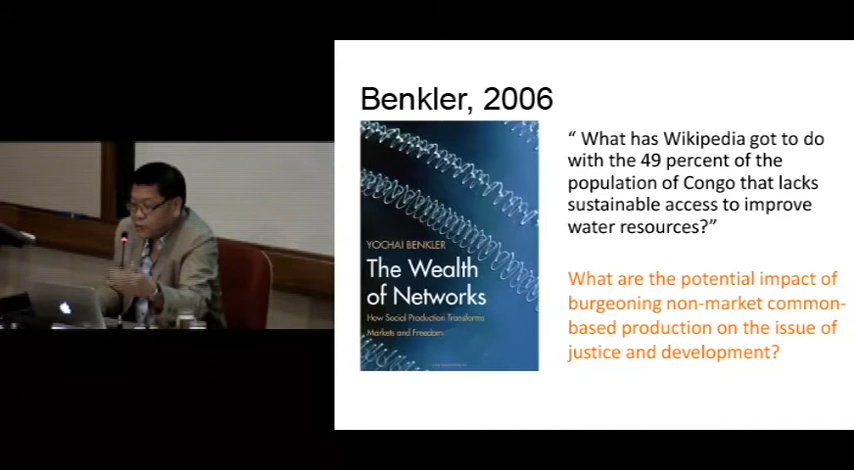 Benkler, 2006
YOCHAI BENKLER
The Wealth
of Networks
How Social Production Transforms
Markets and Freedom
“ What has Wikipedia got to do
with the 49 percent of the
population of Congo that lacks
sustainable access to improve
water resources?”
What are the potential impact of
burgeoning non-market common-
based production on the issue of
justice and development?